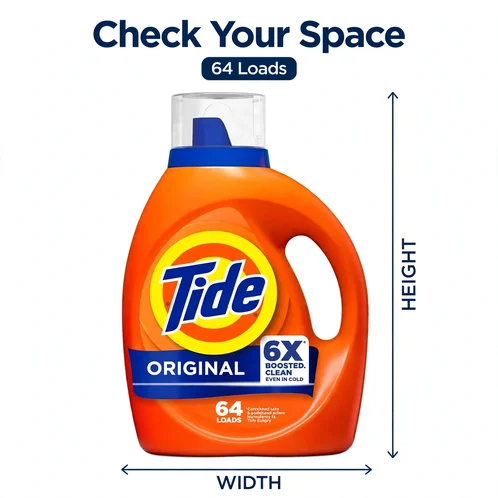 Check Your Space
64 Loads
Tide
ORIGINAL
6X*
BOOSTED.
CLEAN
EVEN IN COLD
64
LOADS
HEIGHT
WIDTH